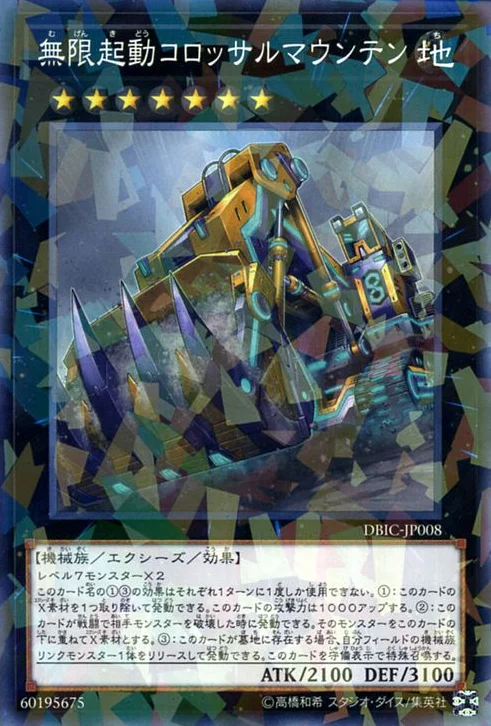 無限起動コロッサルマウンテン 地
DBIC-JP008
【機械族／エクシーズ／効果】
レベル7モンスター×2
このカード名の①③の効果はそれぞれ1ターンに1度しか使用できない。①：このカードの
X素材を1つ取り除いて発動できる。このカードの攻撃力は1000アップする。②：このカ
ードが戦闘で相手モンスターを破壊した時に発動できる。そのモンスターをこのカードの
下に重ねてX素材とする。③：このカードが墓地に存在する場合、自分フィールドの機械族
リンクモンスター1体をリリースして発動できる。このカードを守備表示で特殊召喚する。
ATK/2100 DEF/3100
60195675
©高橋和希 スタジオ・ダイス/集英社